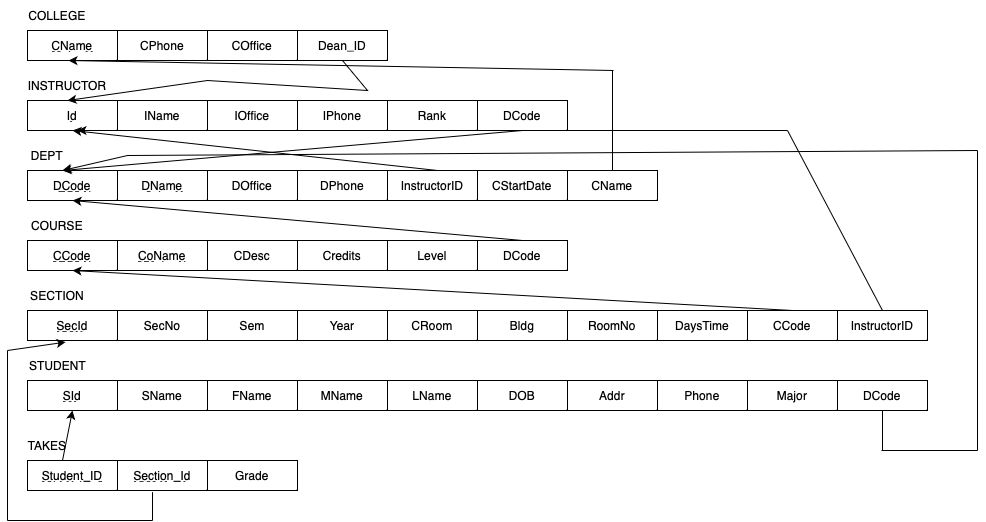 COLLEGE
CName CPhone COffice Dean_ID
INSTRUCTOR
Id IName IOffice IPhone Rank DCode
DEPT
DCode DName DOffice DPhone InstructorID CStartDate CName
COURSE
CCode CoName CDesc Credits Level DCode
SECTION
SecId SecNo Sem Year CRoom Bldg RoomNo DaysTime CCode InstructorID
STUDENT
SId SName FName MName LName DOB Addr Phone Major DCode
TAKES
Student_ID Section_Id Grade